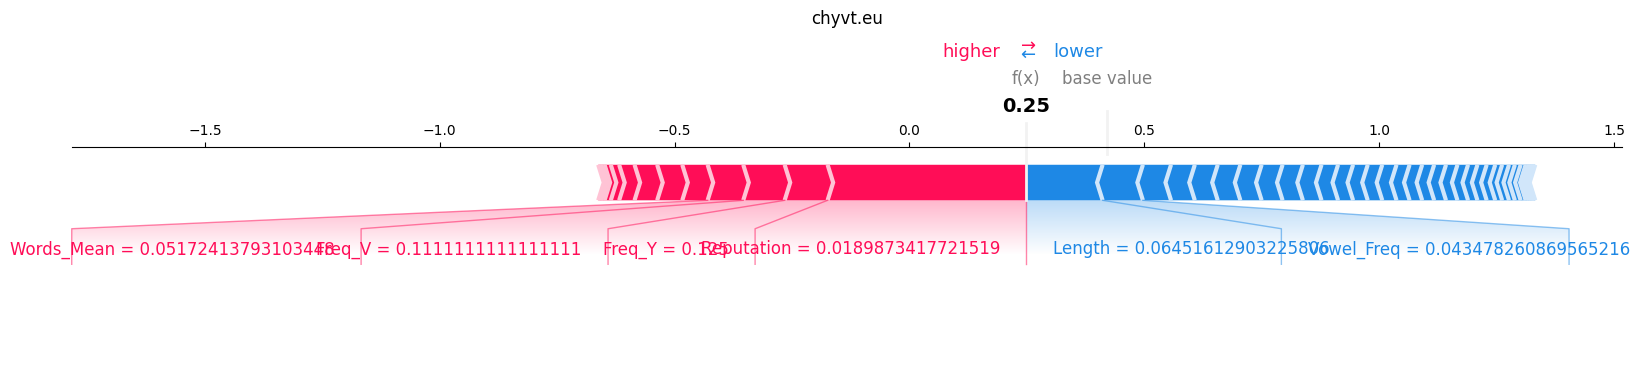 chyvt.eu
higher → ← lower
f(x) base value
0.25
−1.5 −1.0 −0.5 0.0 0.5 1.0 1.5
Words_Mean = 0.05172413793103448 Freq_V = 0.1111111111111111 Freq_Y = 0.125 Reputation = 0.0189873417721519 Length = 0.06451612903225806 Vowel_Freq = 0.043478260869565216